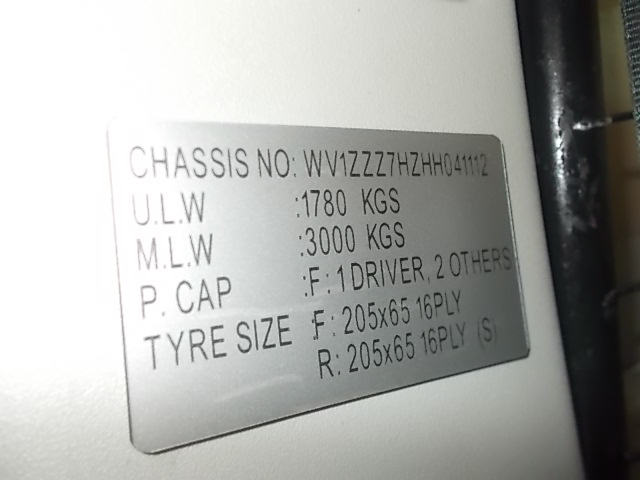 CHASSIS NO: WV1ZZZ7HZHH041112
U.L.W :1780 KGS
M.L.W :3000 KGS
P. CAP :F: 1 DRIVER, 2 OTHERS
TYRE SIZE F: 205x65 16PLY
R: 205x65 16PLY (S)